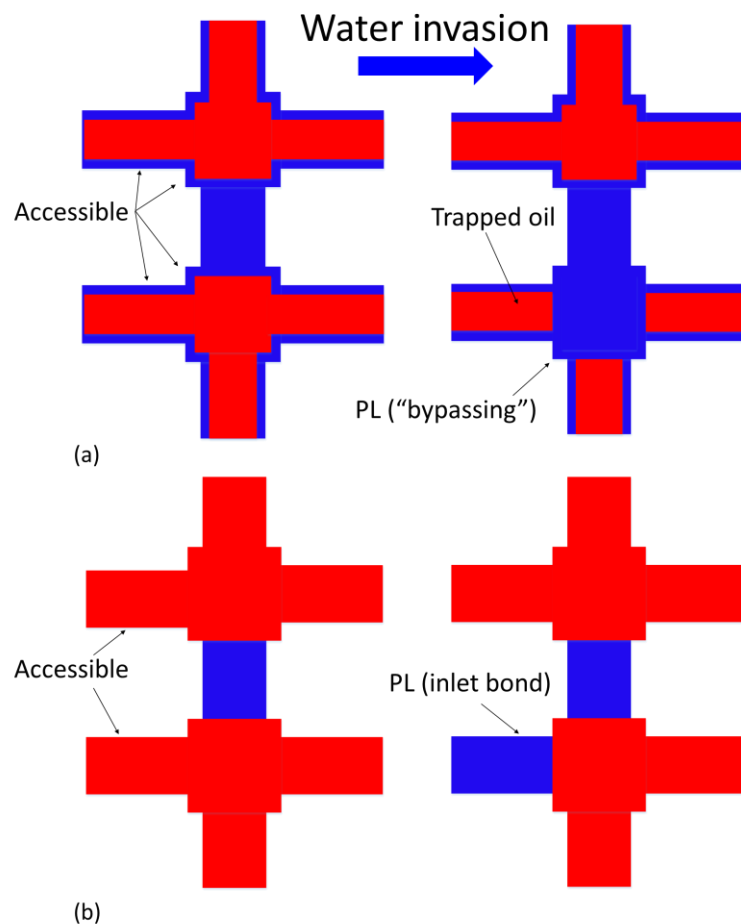 Water invasion
Accessible
Trapped oil
PL (“bypassing”)
(a)
Accessible
PL (inlet bond)
(b)